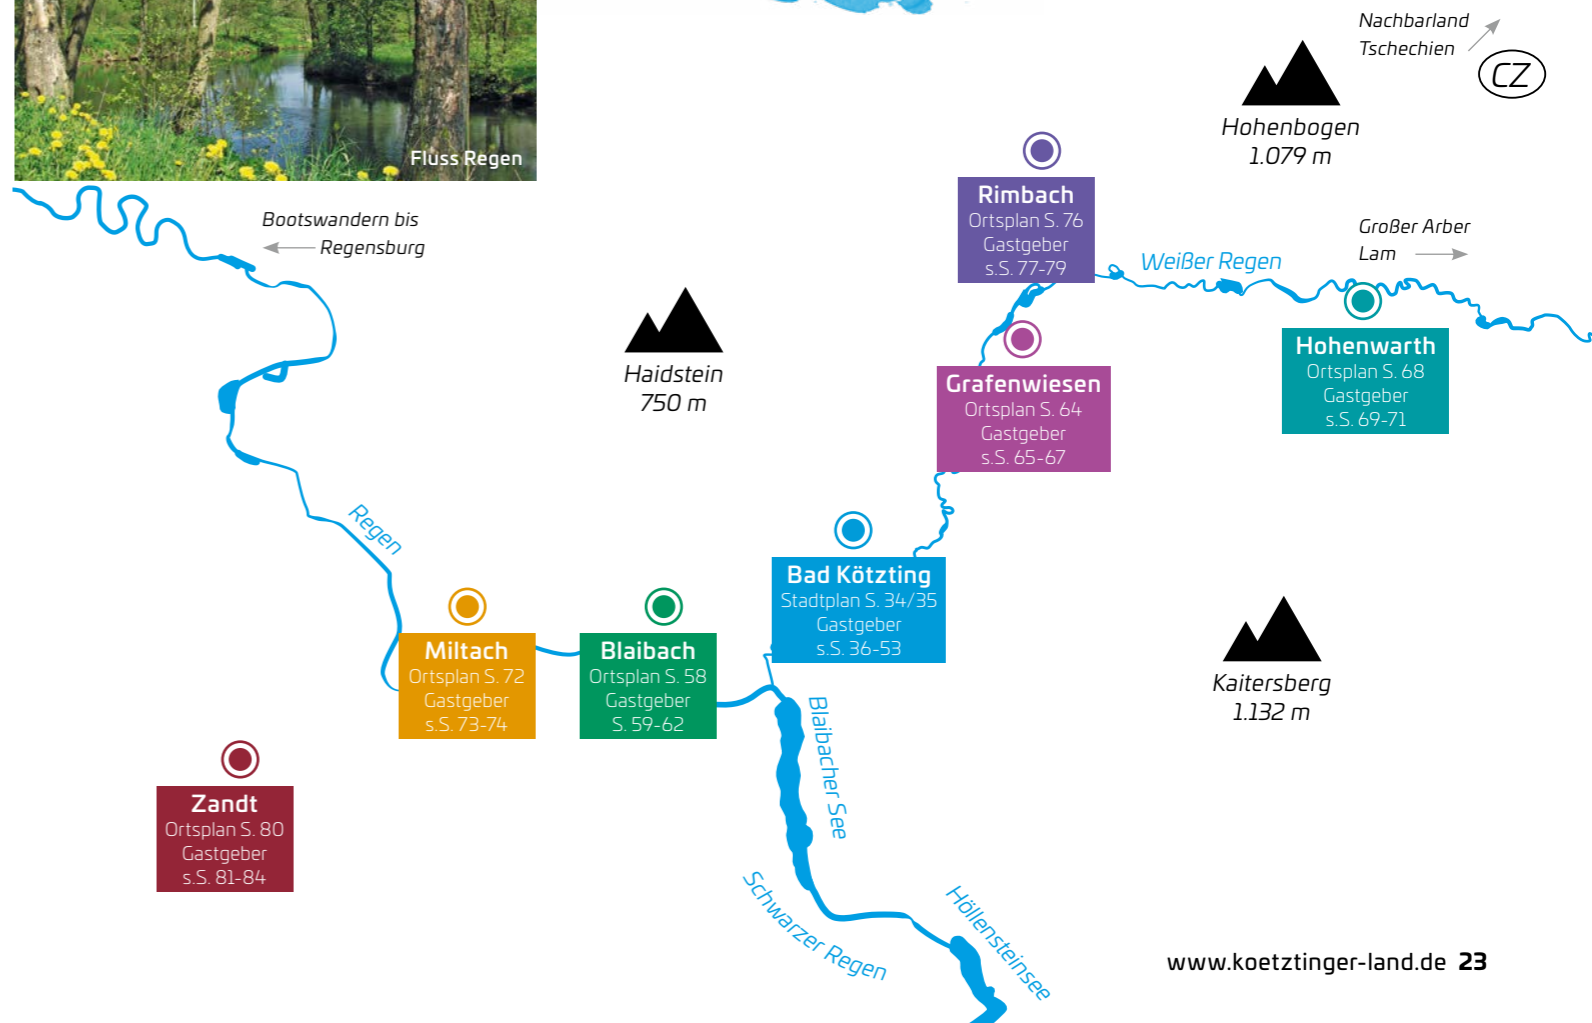 Nachbarland
Tschechien
CZ
Hohenbogen
1.079 m
Fluss Regen
Bootswandern bis
Regensburg
Rimbach
Ortsplan S. 76
Gastgeber
s.S. 77-79
Weißer Regen
Großer Arber
Lam
Hohenwarth
Ortsplan S. 68
Gastgeber
s.S. 69-71
Haidstein
750 m
Grafenwiesen
Ortsplan S. 64
Gastgeber
s.S. 65-67
Regen
Bad Kötzting
Stadtplan S. 34/35
Gastgeber
s.S. 36-53
Miltach
Ortsplan S. 72
Gastgeber
s.S. 73-74
Blaibach
Ortsplan S. 58
Gastgeber
S. 59-62
Kaitersberg
1.132 m
Blaibacher See
Zandt
Ortsplan S. 80
Gastgeber
s.S. 81-84
Schwarzer Regen
Höllensteinsee
www.koetztinger-land.de 23